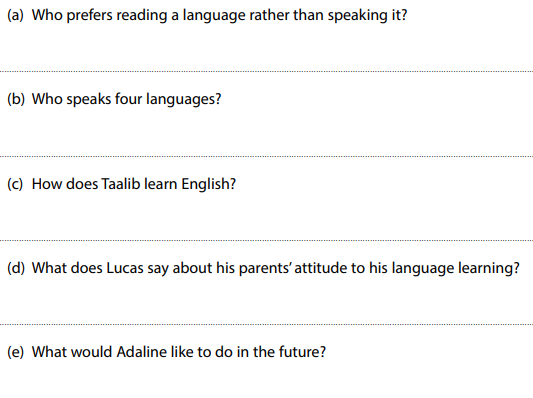 (a) Who prefers reading a language rather than speaking it?
(b) Who speaks four languages?
(c) How does Taalib learn English?
(d) What does Lucas say about his parents’ attitude to his language learning?
(e) What would Adaline like to do in the future?